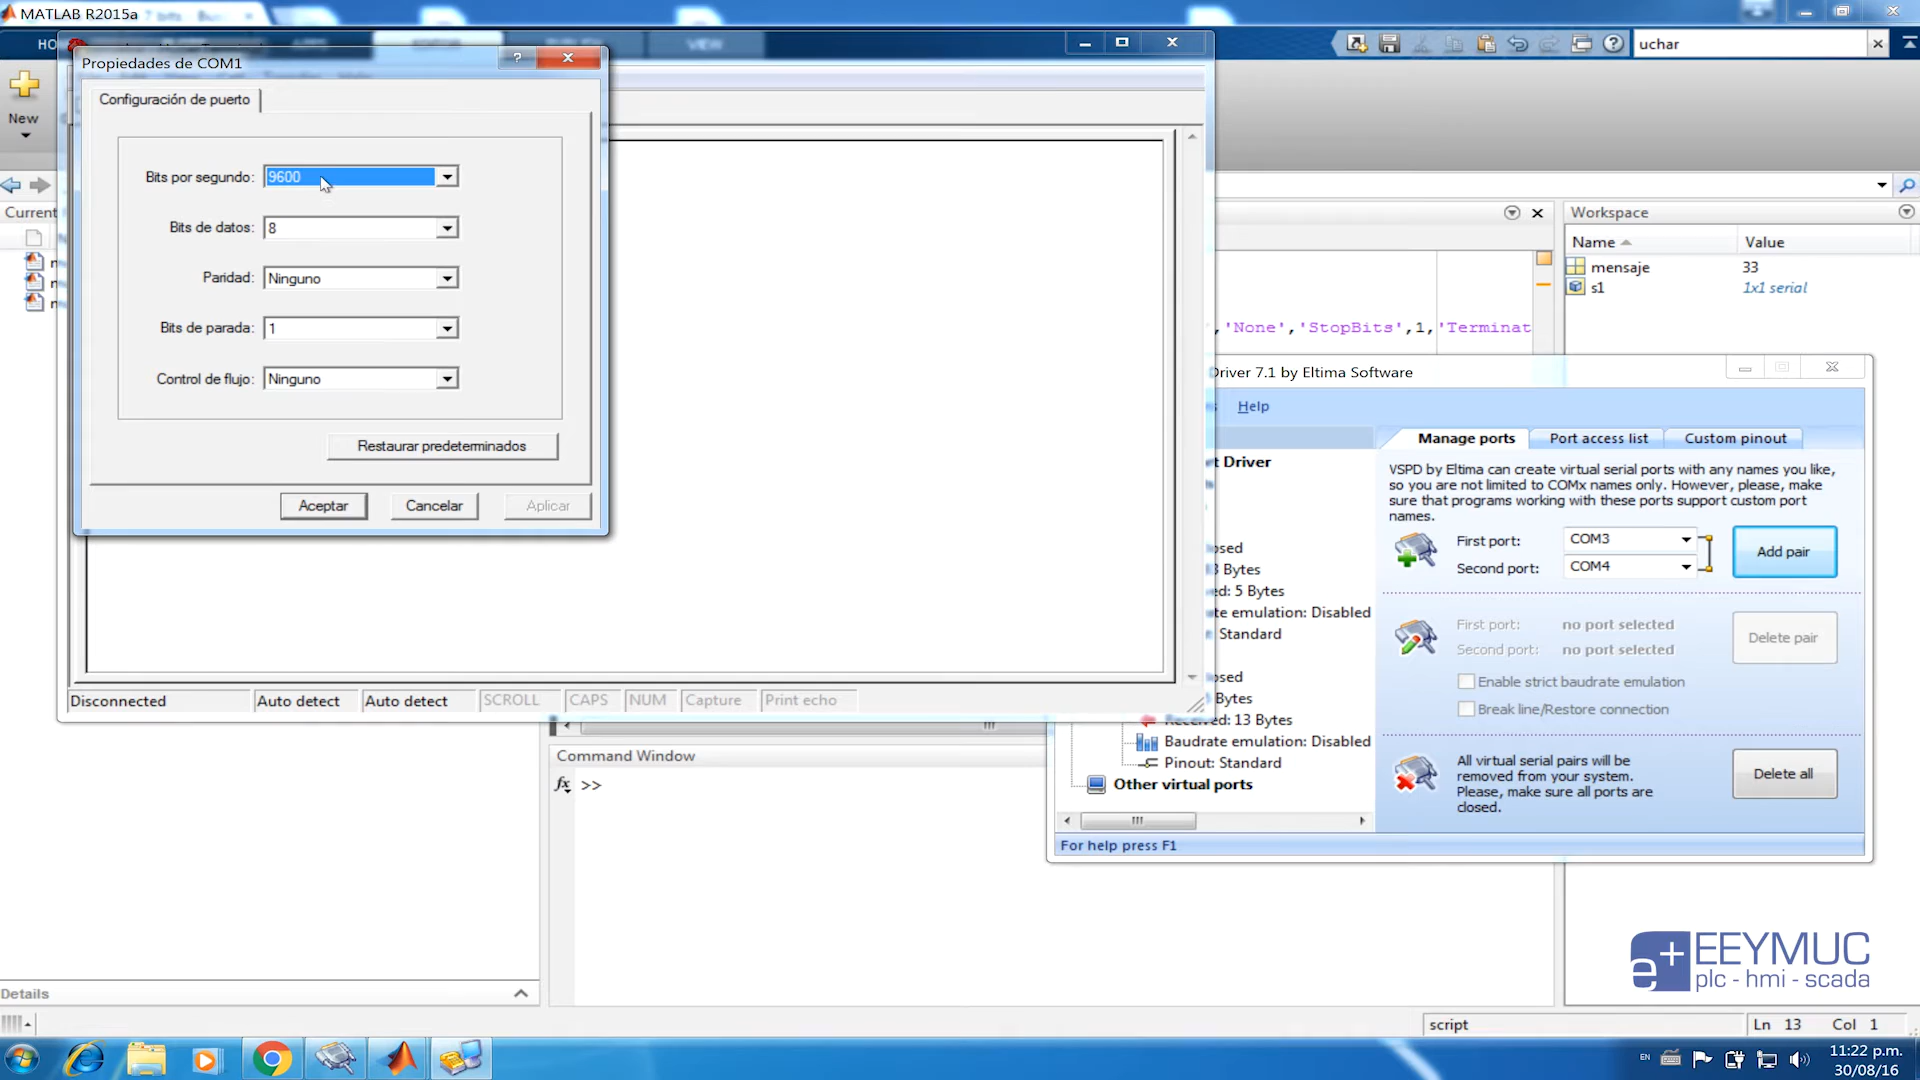 MATLAB R2015a
HO
VIEW
uchar
New
Propiedades de COM1
?
Configuración de puerto
Bits por segundo: 9600
Bits de datos: 8
Paridad: Ninguno
Bits de parada: 1
Control de flujo: Ninguno
Restaurar predeterminados
Aceptar
Cancelar
Aplicar
Disconnected
Auto detect
Auto detect
SCROLL
CAPS
NUM
Capture
Print echo
Current
Workspace
Name
Value
mensaje
33
s1
1x1 serial
,'None','StopBits',1,'Terminat
Driver 7.1 by Eltima Software
Help
t Driver
Manage ports
Port access list
Custom pinout
VSPD by Eltima can create virtual serial ports with any names you like,
so you are not limited to COMx names only. However, please, make
sure that programs working with these ports support custom port
names.
First port: COM3
Second port: COM4
Add pair
First port: no port selected
Second port: no port selected
Delete pair
Enable strict baudrate emulation
Break line/Restore connection
All virtual serial pairs will be
removed from your system.
Please, make sure all ports are
closed.
Delete all
osed
3 Bytes
ed: 5 Bytes
te emulation: Disabled
Standard
osed
Bytes
Received: 13 Bytes
Baudrate emulation: Disabled
Pinout: Standard
Other virtual ports
For help press F1
Command Window
fx >>
Details
script
Ln 13
Col 1
EEYMUC
plc - hmi - scada
EN
11:22 p.m.
30/08/16